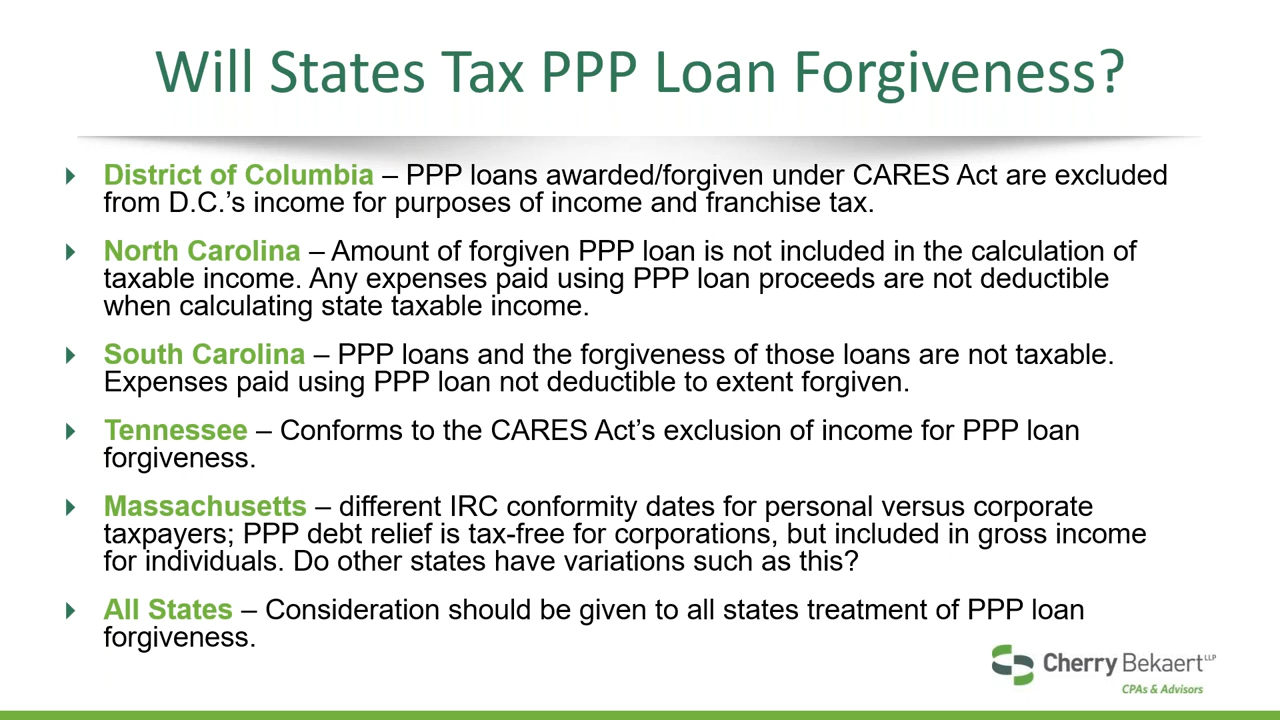 Will States Tax PPP Loan Forgiveness?
District of Columbia – PPP loans awarded/forgiven under CARES Act are excluded
from D.C.’s income for purposes of income and franchise tax.
North Carolina – Amount of forgiven PPP loan is not included in the calculation of
taxable income. Any expenses paid using PPP loan proceeds are not deductible
when calculating state taxable income.
South Carolina – PPP loans and the forgiveness of those loans are not taxable.
Expenses paid using PPP loan not deductible to extent forgiven.
Tennessee – Conforms to the CARES Act’s exclusion of income for PPP loan
forgiveness.
Massachusetts – different IRC conformity dates for personal versus corporate
taxpayers; PPP debt relief is tax-free for corporations, but included in gross income
for individuals. Do other states have variations such as this?
All States – Consideration should be given to all states treatment of PPP loan
forgiveness.
Cherry Bekaert LLP
CPAs & Advisors